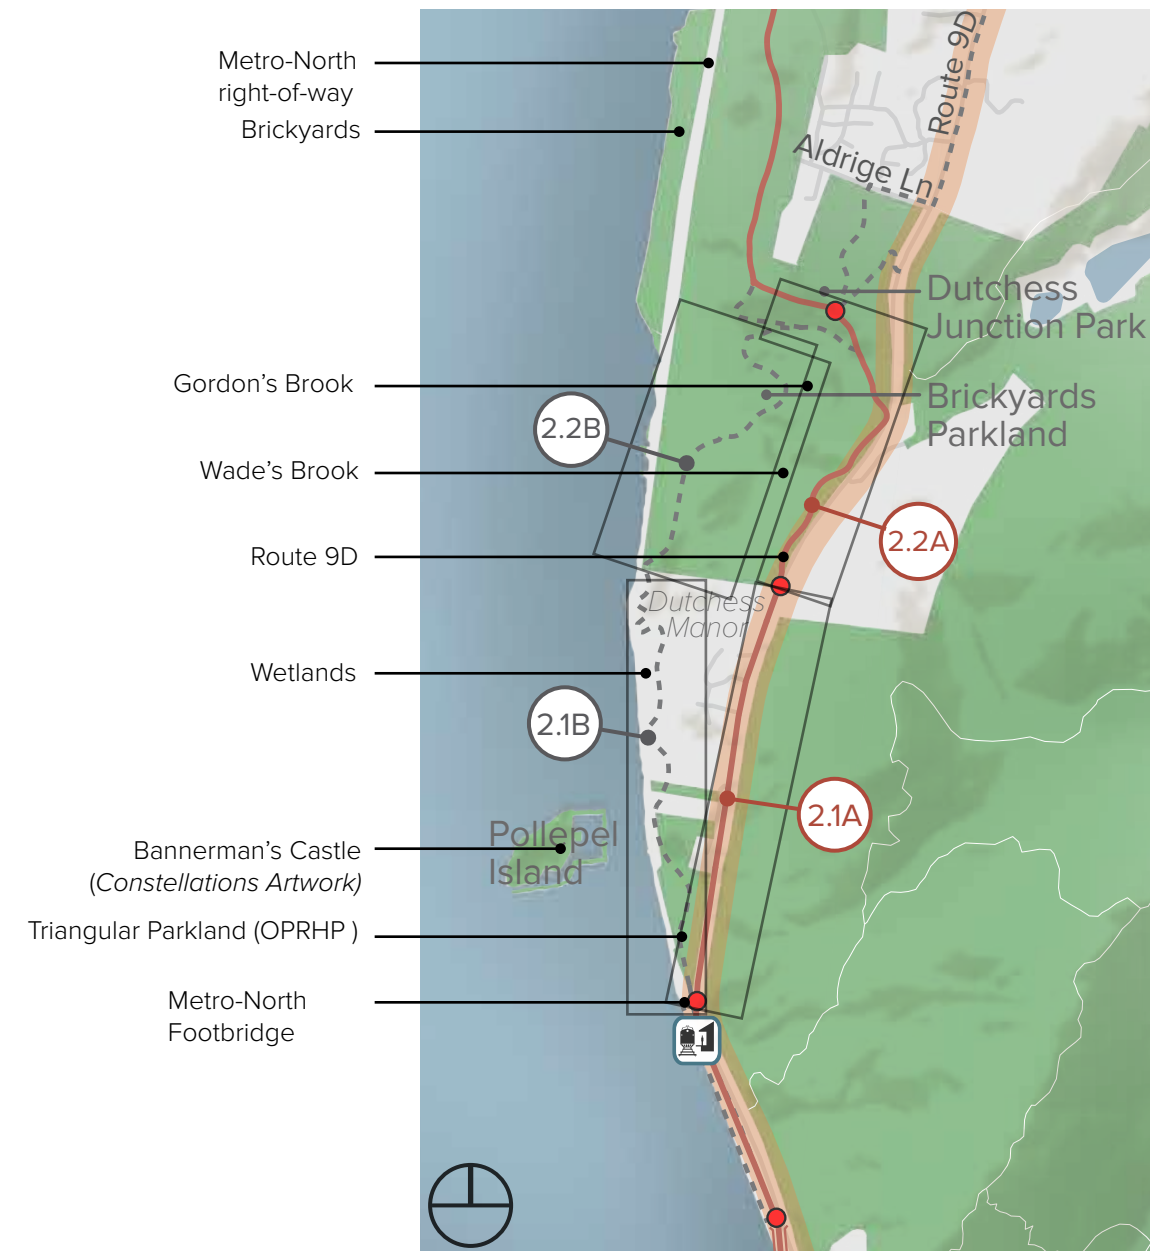 Metro-North
right-of-way
Brickyards
Gordon's Brook
Wade's Brook
Route 9D
Wetlands
Bannerman's Castle
(Constellations Artwork)
Triangular Parkland (OPRHP )
Metro-North
Footbridge
Route 9D
Aldrige Ln
Dutchess
Junction Park
Brickyards
Parkland
2.2B
2.2A
Dutchess
Manor
2.1B
2.1A
Pollepel
Island